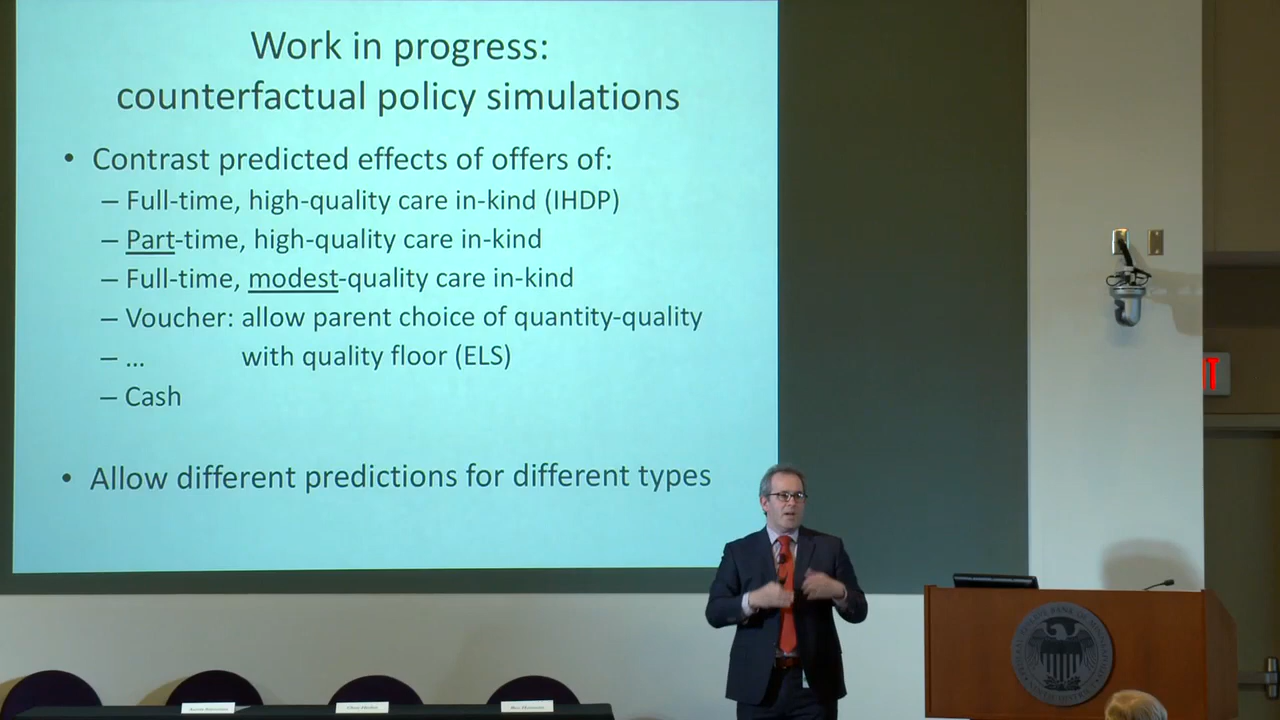 Work in progress:
counterfactual policy simulations
• Contrast predicted effects of offers of:
– Full-time, high-quality care in-kind (IHDP)
– Part-time, high-quality care in-kind
– Full-time, modest-quality care in-kind
– Voucher: allow parent choice of quantity-quality
– … with quality floor (ELS)
– Cash
• Allow different predictions for different types
IT